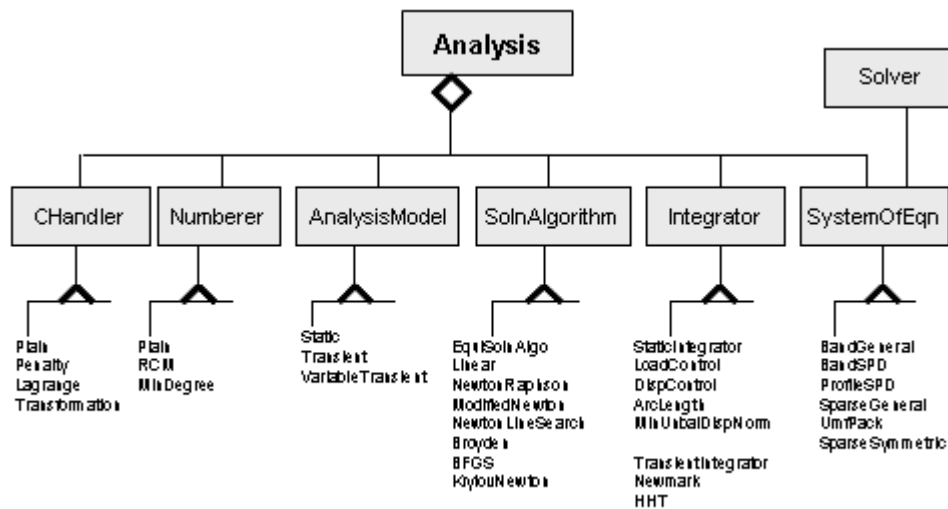 Analysis
Solver
CHandler
Numberer
AnalysisModel
SolnAlgorithm
Integrator
SystemOfEqn
Plain
Penalty
Lagrange
Transformation
Plain
RCM
MinDegree
Static
Transient
VariableTransient
EquiSolnAlgo
Linear
NewtonRaphson
ModifiedNewton
NewtonLineSearch
Broyden
BFGS
KrylovNewton
StaticIntegrator
LoadControl
DispControl
ArcLength
MinUnbalDispNorm
TransientIntegrator
Newmark
HHT
BandGeneral
BandSPD
ProfileSPD
SparseGeneral
UmfPack
SparseSymmetric